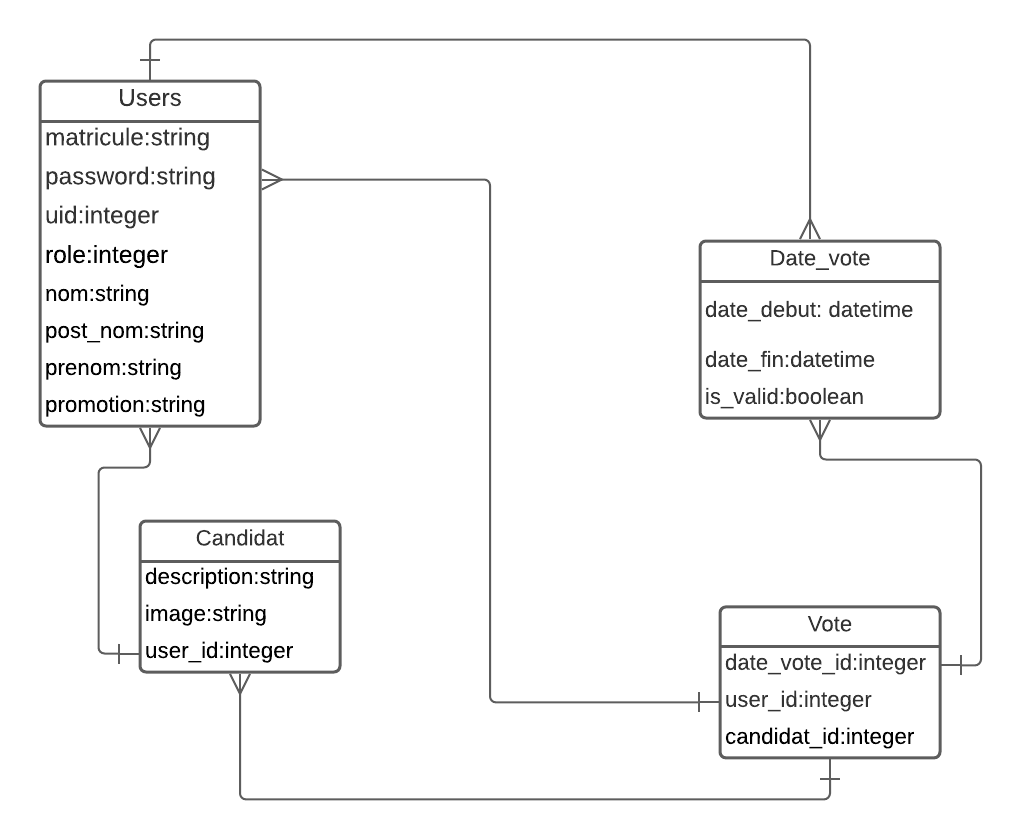 Users
matricule:string
password:string
uid:integer
role:integer
nom:string
post_nom:string
prenom:string
promotion:string
Date_vote
date_debut: datetime
date_fin:datetime
is_valid:boolean
Candidat
description:string
image:string
user_id:integer
Vote
date_vote_id:integer
user_id:integer
candidat_id:integer